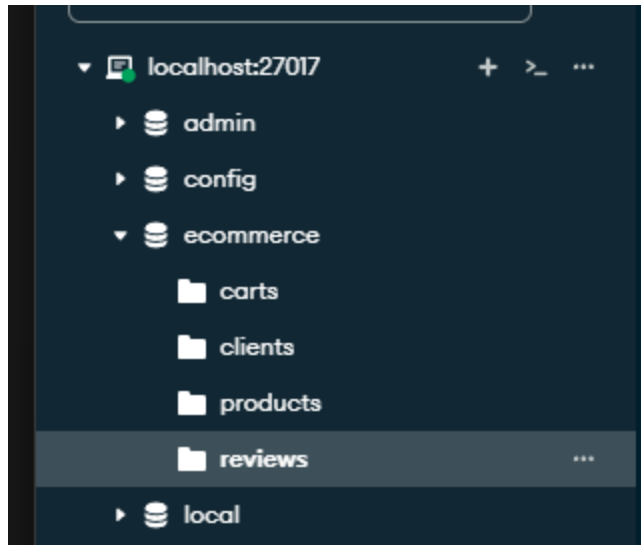 localhost:27017
admin
config
ecommerce
carts
clients
products
reviews
local